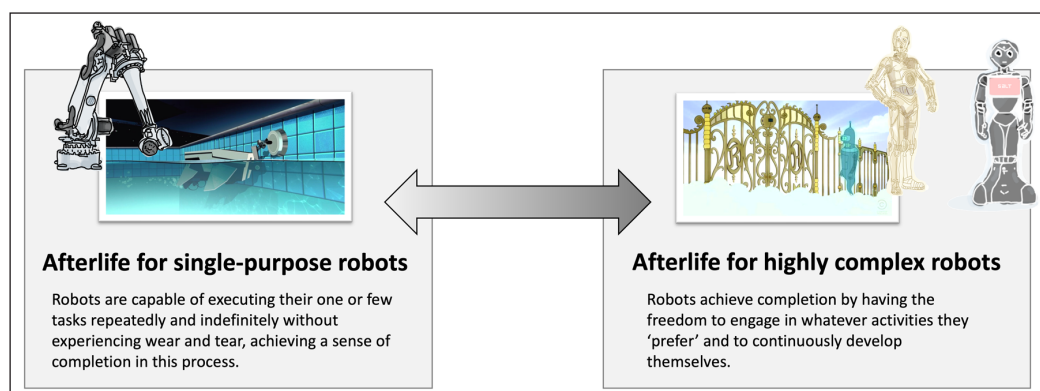 Afterlife for single-purpose robots
Robots are capable of executing their one or few
tasks repeatedly and indefinitely without
experiencing wear and tear, achieving a sense of
completion in this process.
Afterlife for highly complex robots
Robots achieve completion by having the
freedom to engage in whatever activities they
‘prefer’ and to continuously develop
themselves.